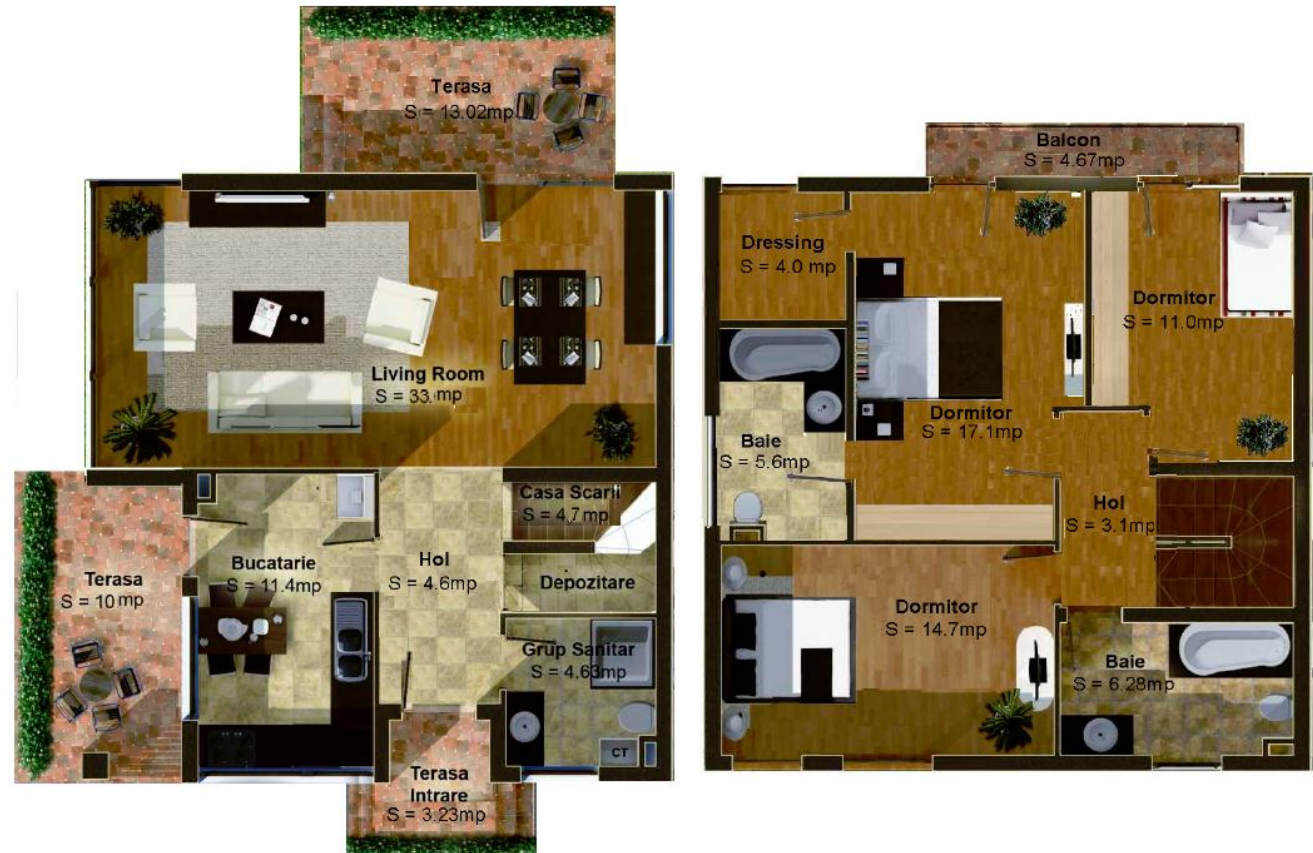 Terasa
S = 13.02mp
Living Room
S = 33. mp
Casa Scarii
S = 4.7mp
Bucatarie
S = 11.4mp
Hol
S = 4.6mp
Depozitare
Terasa
S = 10 mp
Grup Sanitar
S = 4.63mp
CT
Terasa
Intrare
S = 3.23mp
Balcon
S = 4.67mp
Dressing
S = 4.0 mp
Dormitor
S = 11.0mp
Dormitor
S = 17.1mp
Baie
S = 5.6mp
Hol
S = 3.1mp
Dormitor
S = 14.7mp
Baie
S = 6.28mp